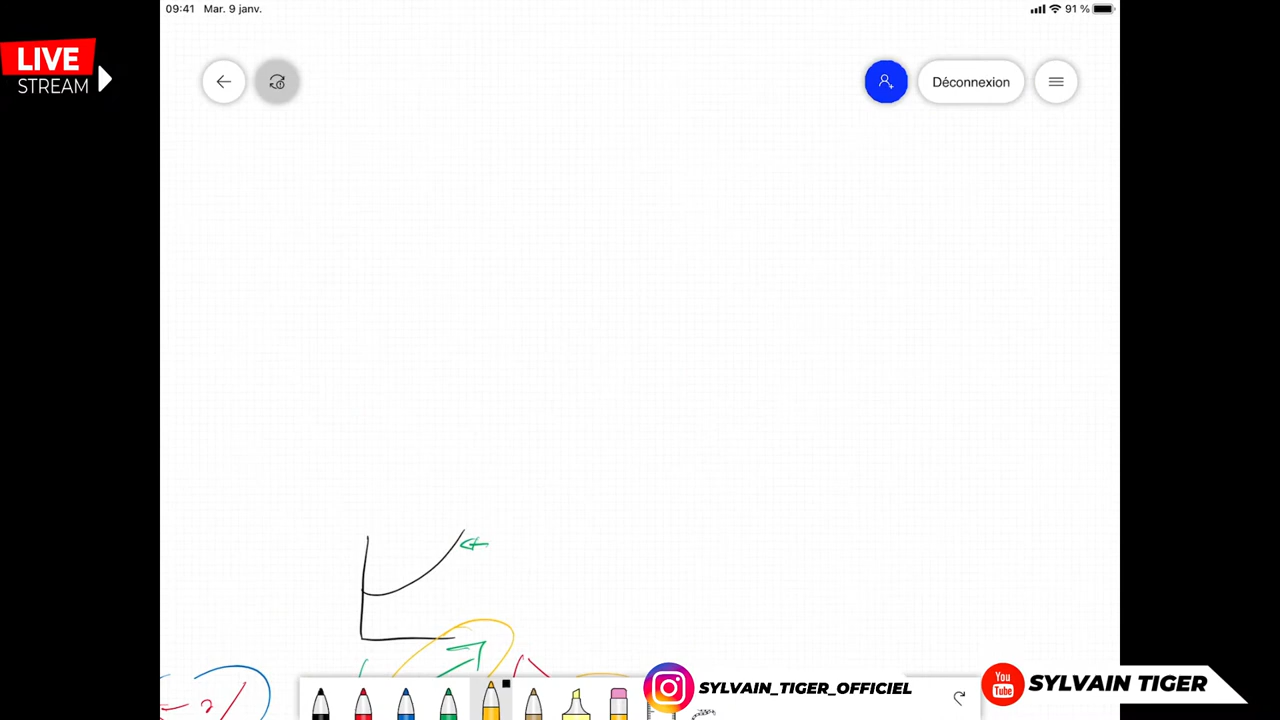 09:41 Mar. 9 janv.
91 %
LIVE
STREAM
Déconnexion
SYLVAIN_TIGER_OFFICIEL
You
Tube
SYLVAIN TIGER